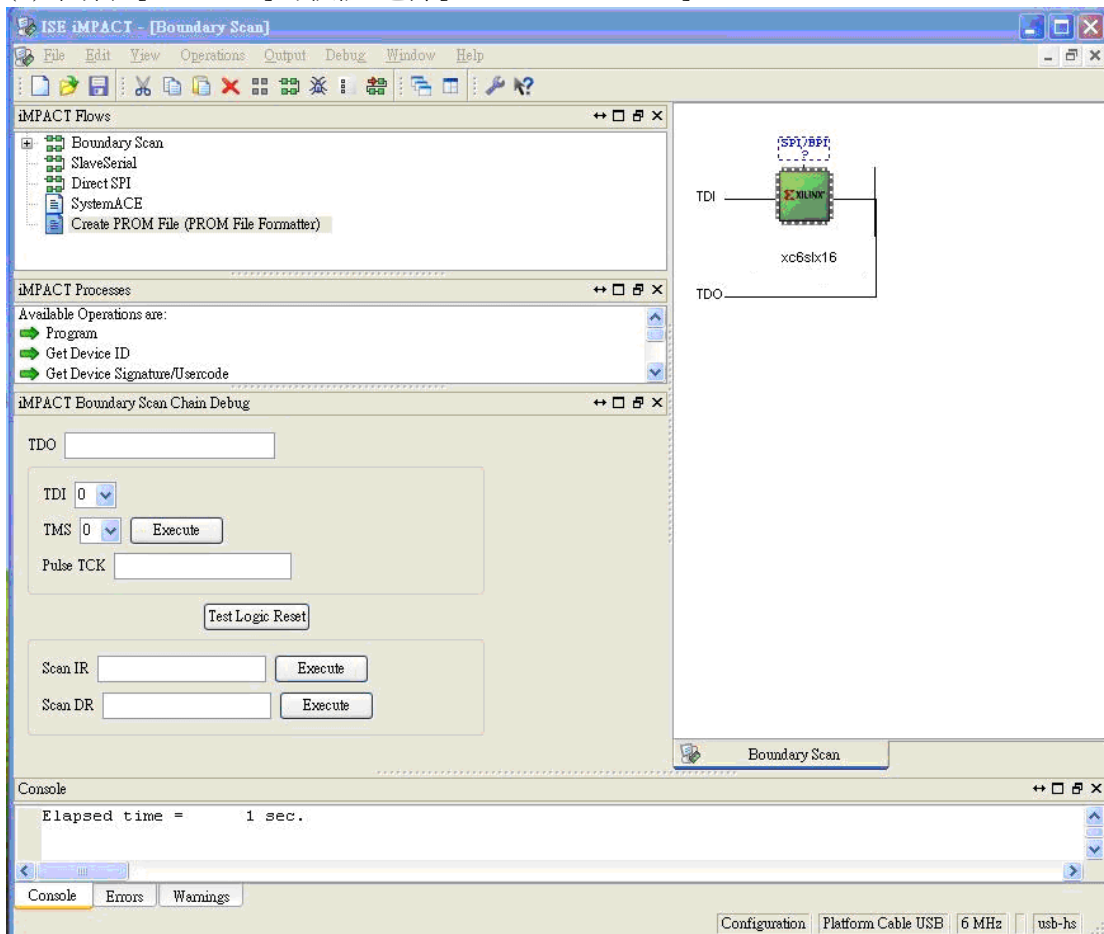 ISE iMPACT - [Boundary Scan]
File Edit View Operations Output Debug Window Help
iMPACT Flows
Boundary Scan
SlaveSerial
Direct SPI
SystemACE
Create PROM File (PROM File Formatter)
iMPACT Processes
Available Operations are:
Program
Get Device ID
Get Device Signature/Usercode
iMPACT Boundary Scan Chain Debug
TDO
TDI 0
TMS 0 Execute
Pulse TCK
Test Logic Reset
Scan IR Execute
Scan DR Execute
SPI/BPI
?
TDI
XILINX
xc6slx16
TDO
Boundary Scan
Console
Elapsed time = 1 sec.
Console Errors Warnings
Configuration Platform Cable USB 6 MHz usb-hs